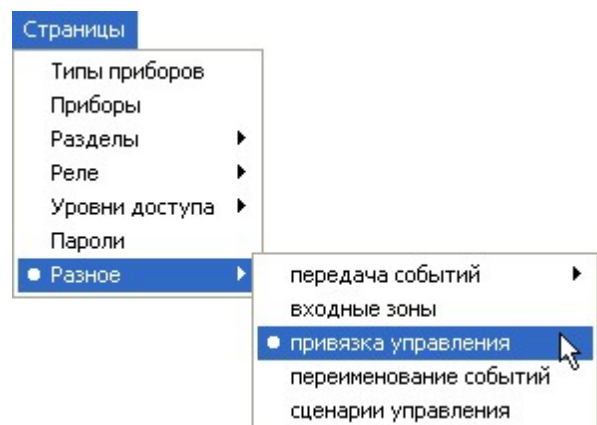 Страницы
Типы приборов
Приборы
Разделы
Реле
Уровни доступа
Пароли
Разное
передача событий
входные зоны
привязка управления
переименование событий
сценарии управления